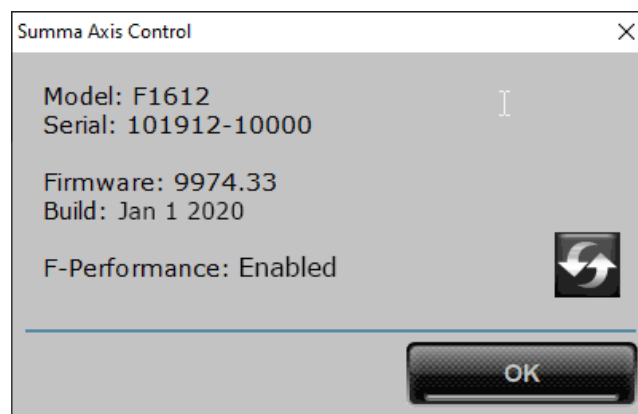 Summa Axis Control
Model: F1612
Serial: 101912-10000
Firmware: 9974.33
Build: Jan 1 2020
F-Performance: Enabled
OK